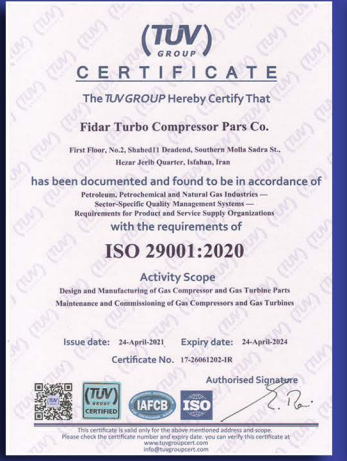 (TUV)
GROUP
CERTIFICATE
The TUV GROUP Hereby Certify That
Fidar Turbo Compressor Pars Co.
First Floor, No.2, Shahed11 Deadend, Southern Molla Sadra St.,
Hezar Jerib Quarter, Isfahan, Iran
has been documented and found to be in accordance of
Petroleum, Petrochemical and Natural Gas Industries —
Sector-Specific Quality Management Systems —
Requirements for Product and Service Supply Organizations
with the requirements of
ISO 29001:2020
Activity Scope
Design and Manufacturing of Gas Compressor and Gas Turbine Parts
Maintenance and Commissioning of Gas Compressors and Gas Turbines
Issue date: 24-April-2021 Expiry date: 24-April-2024
Certificate No. 17-26061202-IR
Authorised Signature
(TUV)
GROUP
CERTIFIED
IAFCB
ISO
This certificate is valid only for the above mentioned address and scope.
Please check the certificate number and expiry date. you can verify this certificate at
www.tuvgroupcert.com
info@tuvgroupcert.com